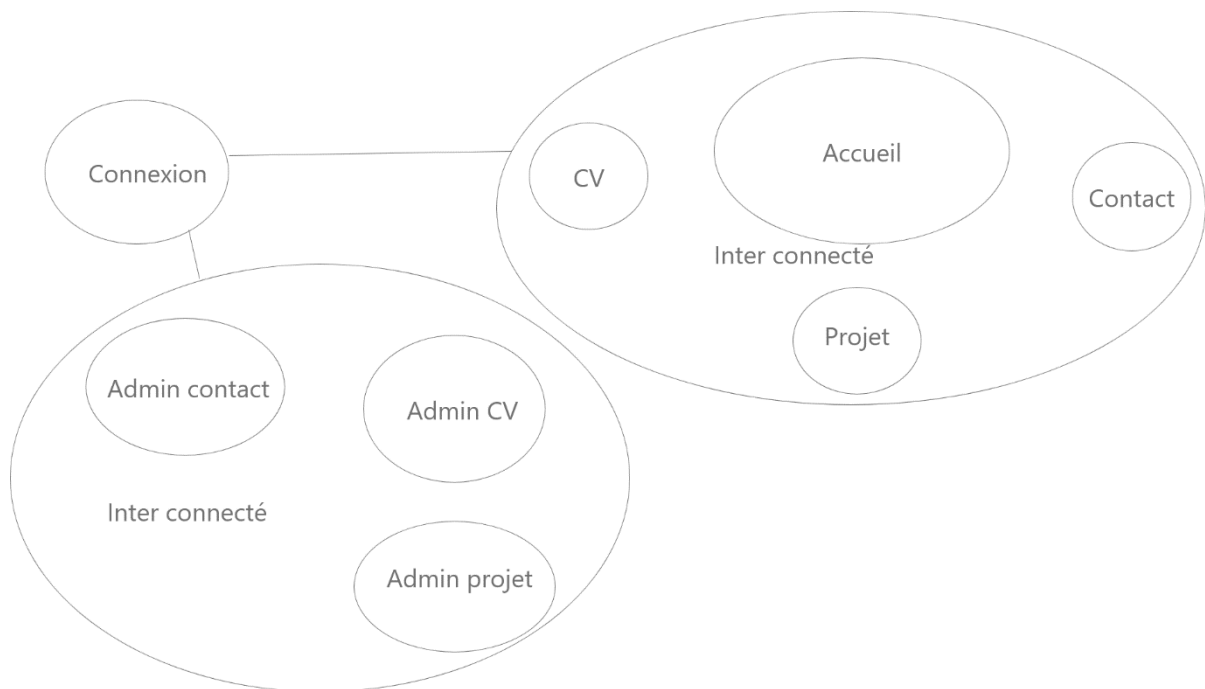 Connexion
CV
Accueil
Contact
Inter connecté
Projet
Admin contact
Admin CV
Inter connecté
Admin projet